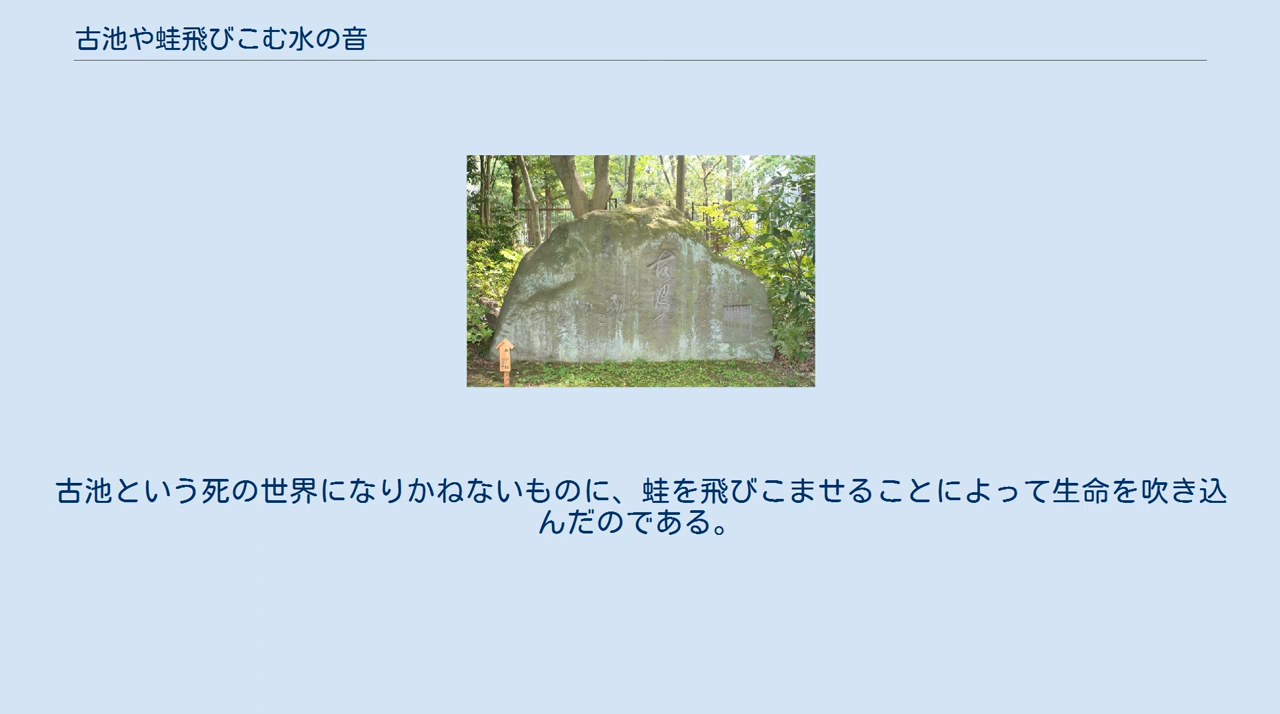 古池や蛙飛びこむ水の音
古池という死の世界になりかねないものに、蛙を飛びこませることによって生命を吹き込
んだのである。